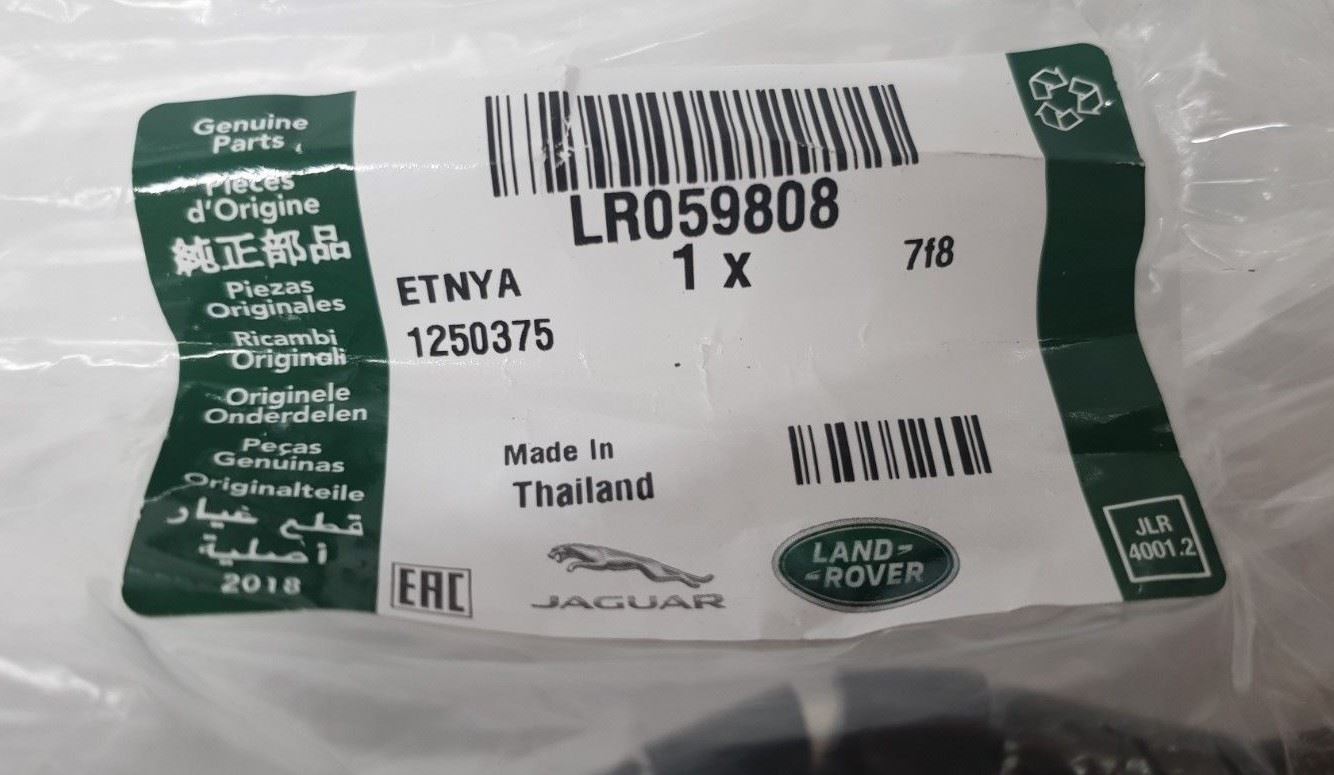 Genuine
Parts
Pièces
d'Origine
純正部品
Piezas
Originales
Ricambi
Originali
Originele
Onderdelen
Peças
Genuinas
Originalteile
قطع غيار
أصلية
2018
LR059808
1 x
7f8
ETNYA
1250375
Made In
Thailand
EAC
JAGUAR
LAND-
-ROVER
JLR
4001.2